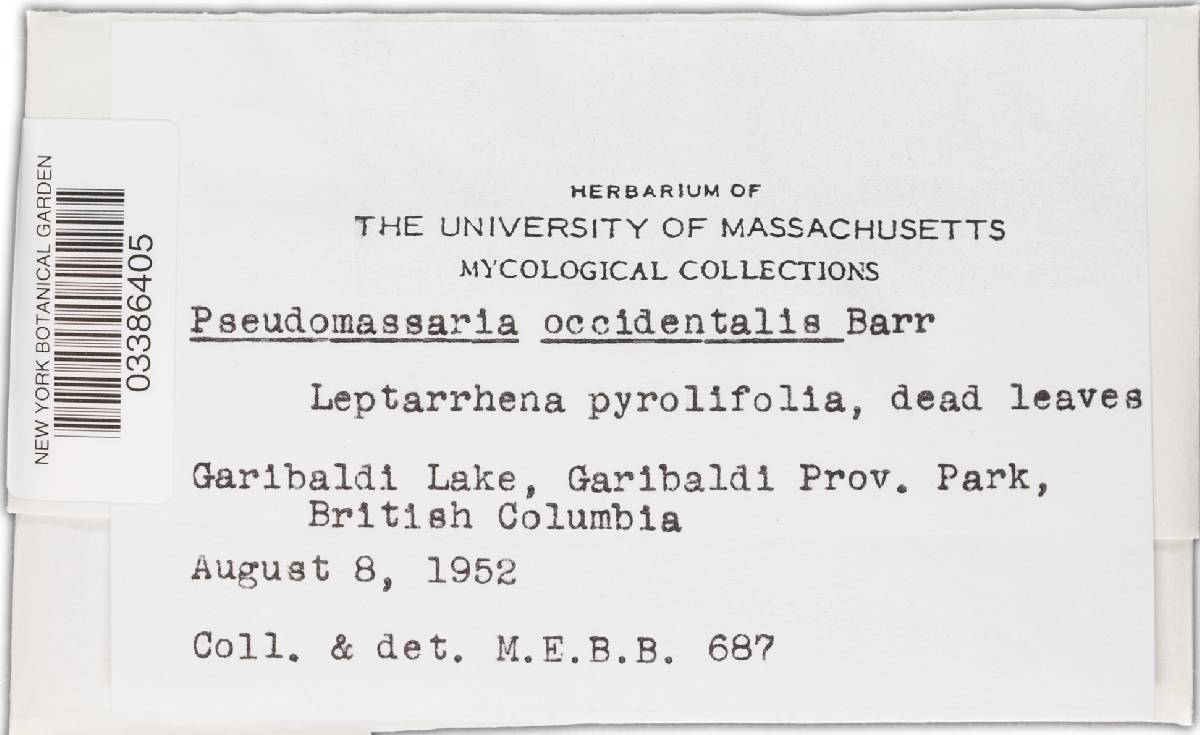 NEW YORK BOTANICAL GARDEN
03386405
HERBARIUM OF
THE UNIVERSITY OF MASSACHUSETTS
MYCOLOGICAL COLLECTIONS
Pseudomassaria occidentalis Barr
Leptarrhena pyrolifolia, dead leaves
Garibaldi Lake, Garibaldi Prov. Park,
British Columbia
August 8, 1952
Coll. & det. M.E.B.B. 687